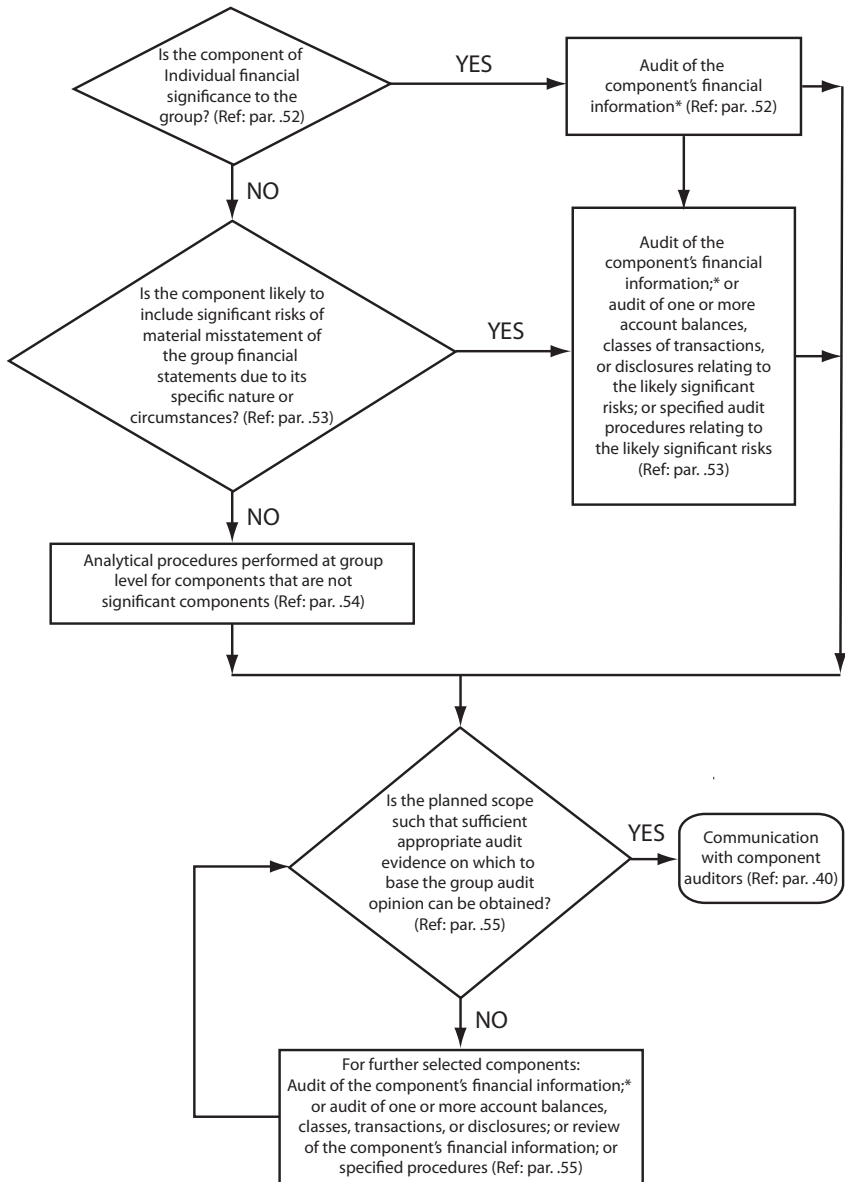 Is the component of
Individual financial
significance to the
group? (Ref: par. .52)
YES
Audit of the
component's financial
information* (Ref: par. .52)
NO
Is the component likely to
include significant risks of
material misstatement of
the group financial
statements due to its
specific nature or
circumstances? (Ref: par. .53)
YES
Audit of the
component's financial
information;* or
audit of one or more
account balances,
classes of transactions,
or disclosures relating to
the likely significant
risks; or specified audit
procedures relating to
the likely significant risks
(Ref: par. .53)
NO
Analytical procedures performed at group
level for components that are not
significant components (Ref: par. .54)
Is the planned scope
such that sufficient
appropriate audit
evidence on which to
base the group audit
opinion can be obtained?
(Ref: par. .55)
YES
Communication
with component
auditors (Ref: par. .40)
NO
For further selected components:
Audit of the component's financial information;*
or audit of one or more account balances,
classes, transactions, or disclosures; or review
of the component's financial information; or
specified procedures (Ref: par. .55)